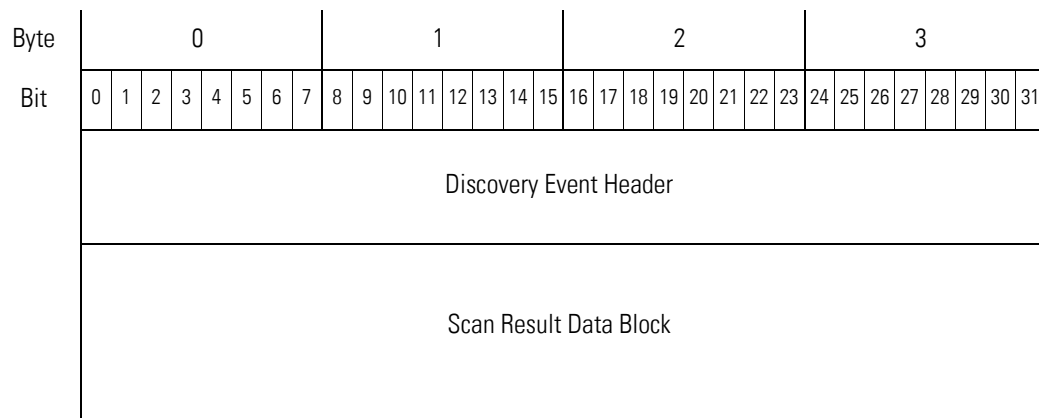 Byte 0 1 2 3
Bit 0 1 2 3 4 5 6 7 8 9 10 11 12 13 14 15 16 17 18 19 20 21 22 23 24 25 26 27 28 29 30 31
Discovery Event Header
Scan Result Data Block